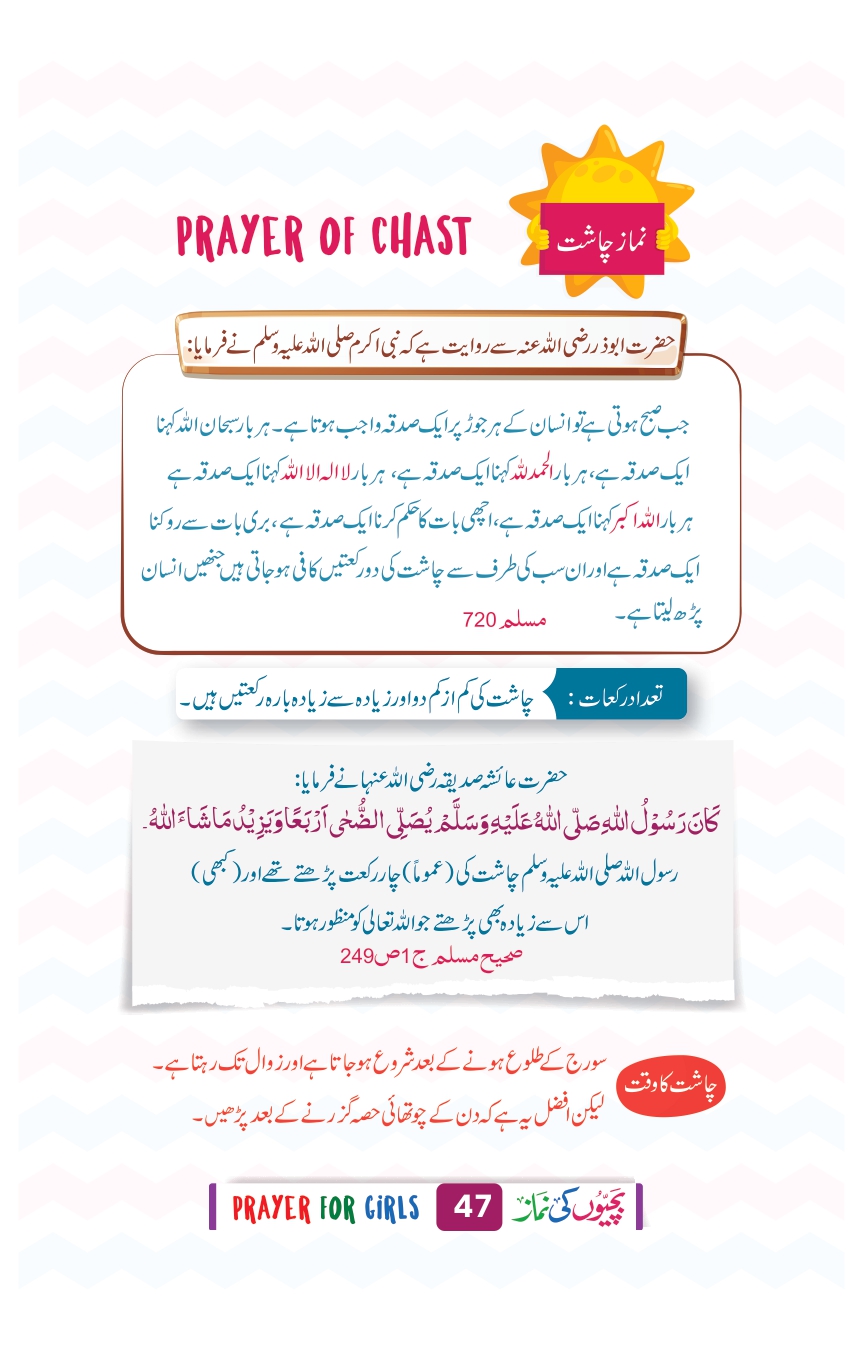 PRAYER OF CHAST
نماز چاشت
حضرت ابوذر رضی اللہ عنہ سے روایت ہے کہ نبی اکرم صلی اللہ علیہ وسلم نے فرمایا:
جب صبح ہوتی ہے تو انسان کے ہر جوڑ پر ایک صدقہ واجب ہوتا ہے۔ ہر بار سبحان اللہ کہنا
ایک صدقہ ہے، ہر بار الحمدللہ کہنا ایک صدقہ ہے، ہر بار لا الہ الا اللہ کہنا ایک صدقہ ہے
ہر بار اللہ اکبر کہنا ایک صدقہ ہے، اچھی بات کا حکم کرنا ایک صدقہ ہے، بری بات سے روکنا
ایک صدقہ ہے اور ان سب کی طرف سے چاشت کی دو رکعتیں کافی ہو جاتی ہیں جنھیں انسان
پڑھ لیتا ہے۔ مسلم 720
تعداد رکعات : چاشت کی کم از کم دو اور زیادہ سے زیادہ بارہ رکعتیں ہیں۔
حضرت عائشہ صدیقہ رضی اللہ عنہا نے فرمایا:
كَانَ رَسُوْلُ اللهِ صَلَّى اللهُ عَلَيْهِ وَسَلَّمْ يُصَلِّى الضُّحٰى اَرْبَعًا وَيَزِيْدُ مَا شَاءَ اللهُ۔
رسول اللہ صلی اللہ علیہ وسلم چاشت کی (عموماً) چار رکعت پڑھتے تھے اور (کبھی)
اس سے زیادہ بھی پڑھتے جو اللہ تعالیٰ کو منظور ہوتا۔
صحیح مسلم ج1ص249
چاشت کا وقت
سورج کے طلوع ہونے کے بعد شروع ہو جاتا ہے اور زوال تک رہتا ہے۔
لیکن افضل یہ ہے کہ دن کے چوتھائی حصہ گزرنے کے بعد پڑھیں۔
PRAYER FOR GIRLS 47 بچیّوں کی نماز